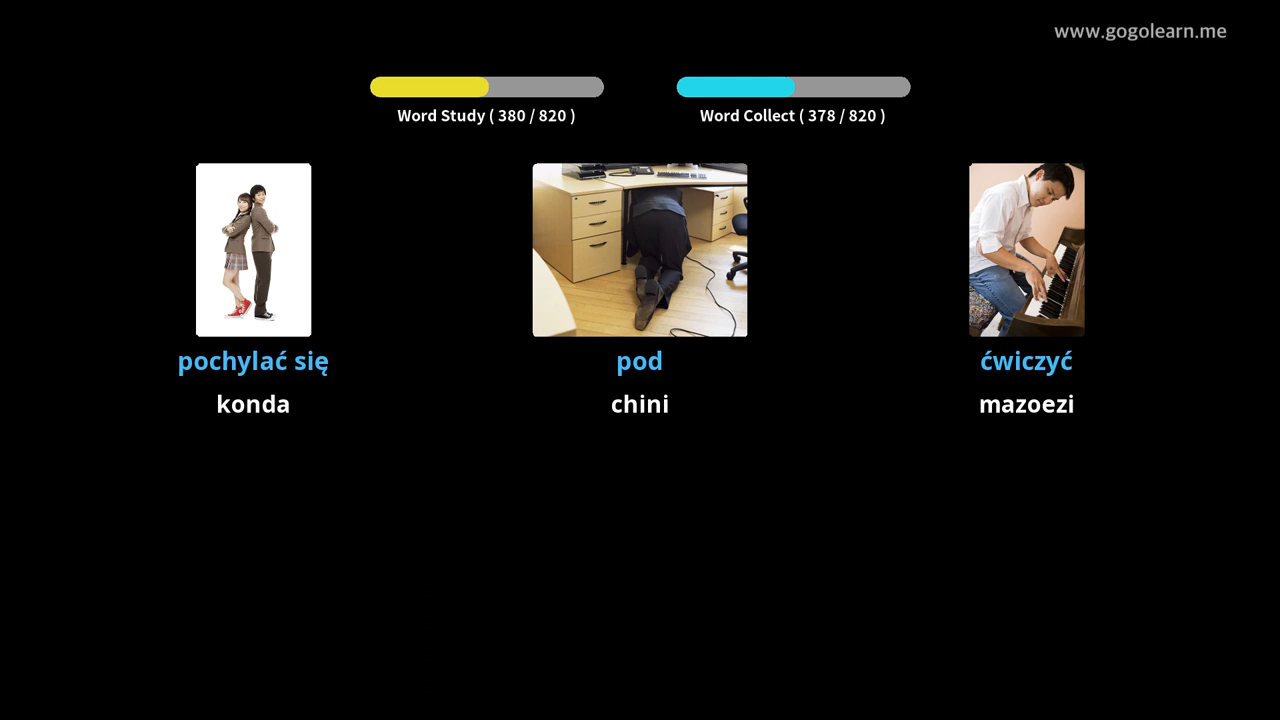 www.gogolearn.me
Word Study ( 380 / 820 )
Word Collect ( 378 / 820 )
pochylać się
pod
ćwiczyć
konda
chini
mazoezi